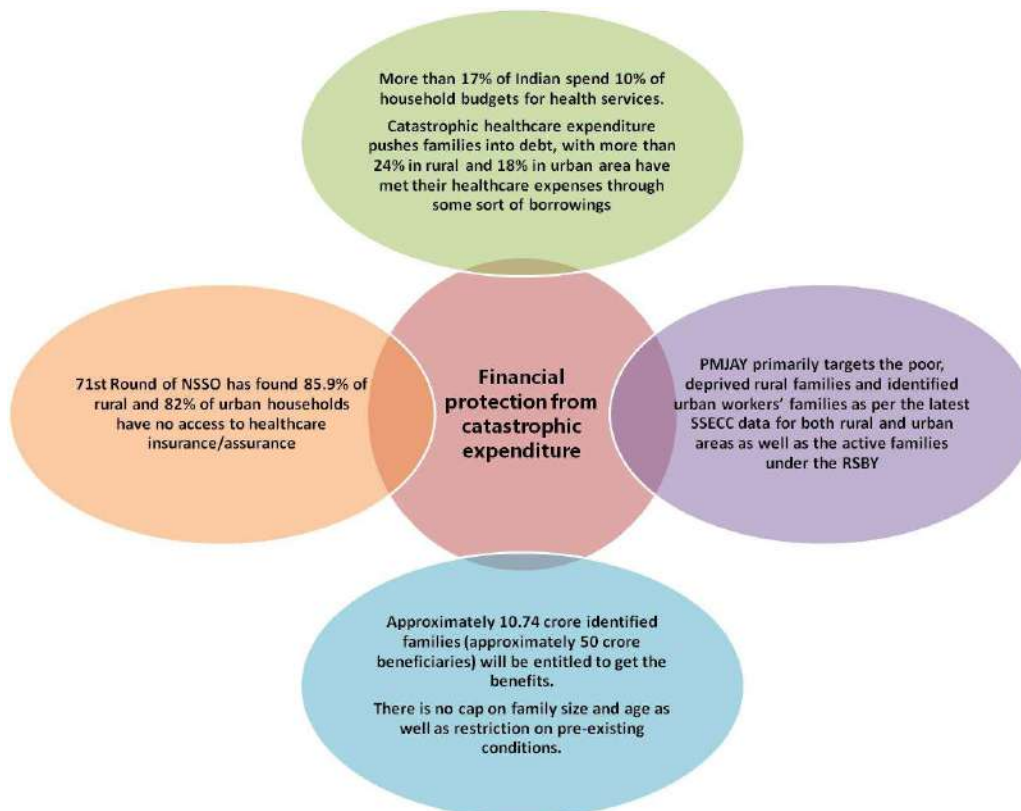 More than 17% of Indian spend 10% of
household budgets for health services.
Catastrophic healthcare expenditure
pushes families into debt, with more than
24% in rural and 18% in urban area have
met their healthcare expenses through
some sort of borrowings
71st Round of NSSO has found 85.9% of
rural and 82% of urban households
have no access to healthcare
insurance/assurance
Financial
protection from
catastrophic
expenditure
PMJAY primarily targets the poor,
deprived rural families and identified
urban workers' families as per the latest
SSECC data for both rural and urban
areas as well as the active families
under the RSBY
Approximately 10.74 crore identified
families (approximately 50 crore
beneficiaries) will be entitled to get the
benefits.
There is no cap on family size and age as
well as restriction on pre-existing
conditions.